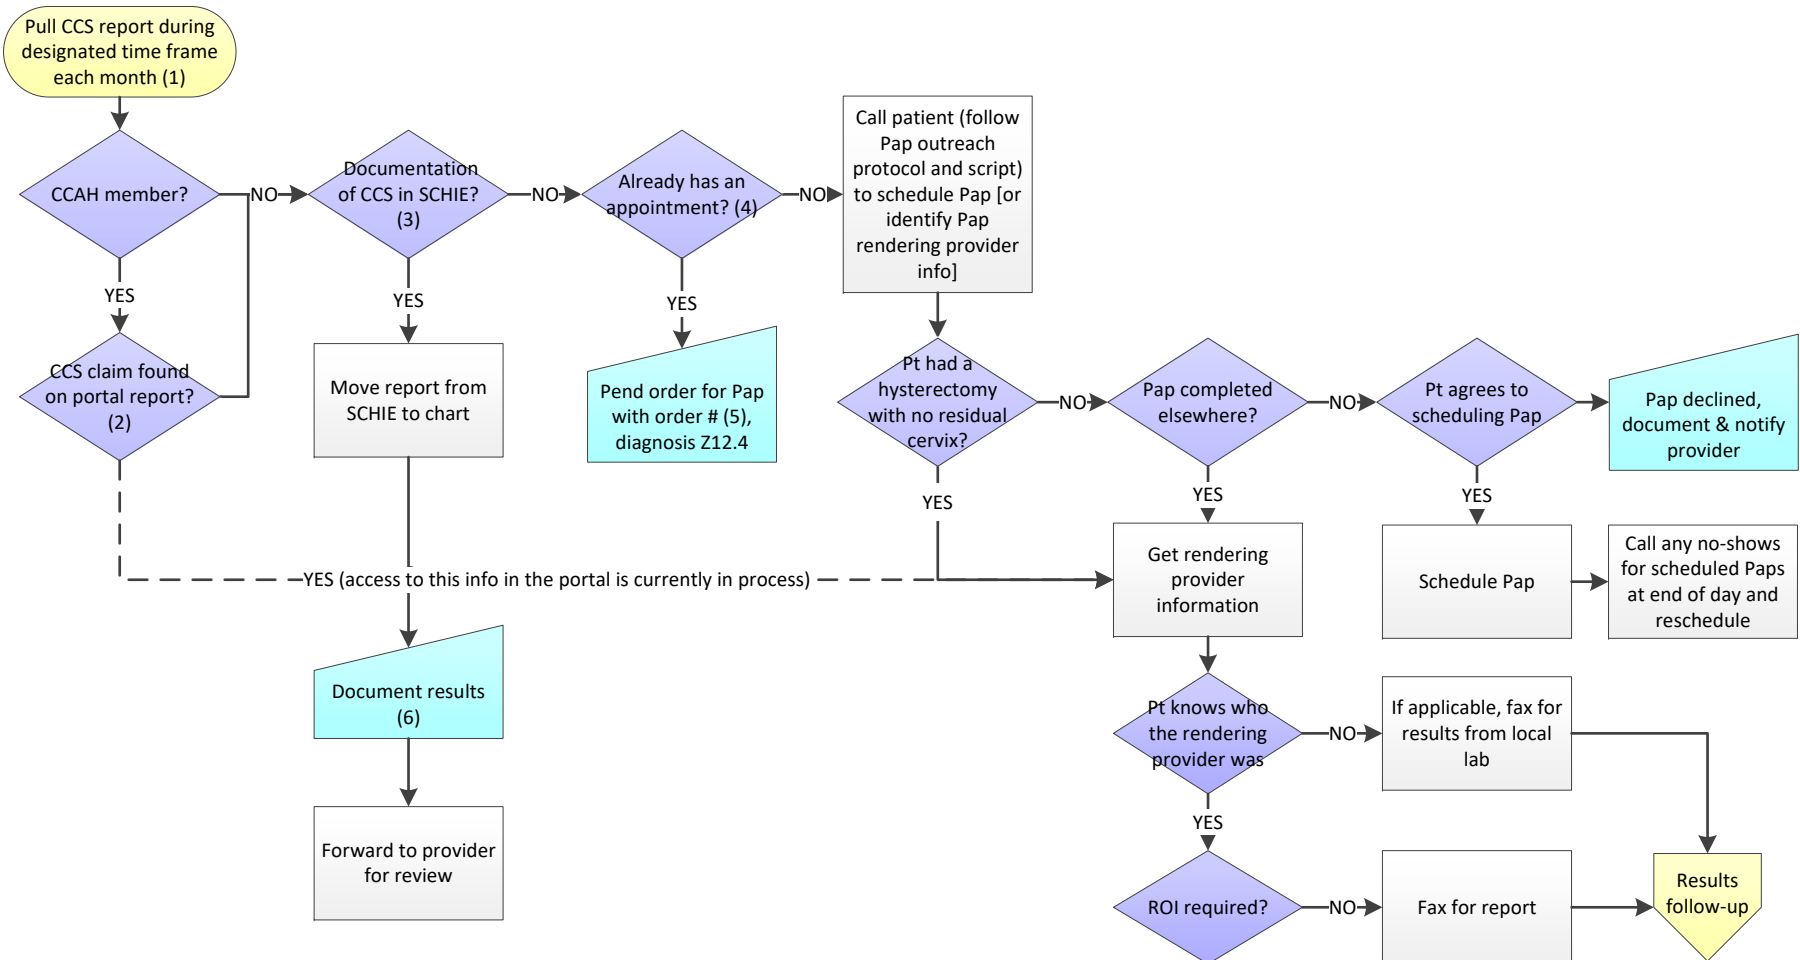 Pull CCS report during
designated time frame
each month (1)
CCAH member?
NO
Documentation
of CCS in SCHIE?
(3)
NO
Already has an
appointment? (4)
NO
Call patient (follow
Pap outreach
protocol and script)
to schedule Pap [or
identify Pap
rendering provider
info]
YES
YES
YES
CCS claim found
on portal report?
(2)
Move report from
SCHIE to chart
Pend order for Pap
with order # (5),
diagnosis Z12.4
Pt had a
hysterectomy
with no residual
cervix?
NO
Pap completed
elsewhere?
NO
Pt agrees to
scheduling Pap
Pap declined,
document & notify
provider
YES
YES
YES
YES (access to this info in the portal is currently in process)
Get rendering
provider
information
Schedule Pap
Call any no-shows
for scheduled Paps
at end of day and
reschedule
Document results
(6)
Pt knows who
the rendering
provider was
NO
If applicable, fax for
results from local
lab
YES
Forward to provider
for review
ROI required?
NO
Fax for report
Results
follow-up